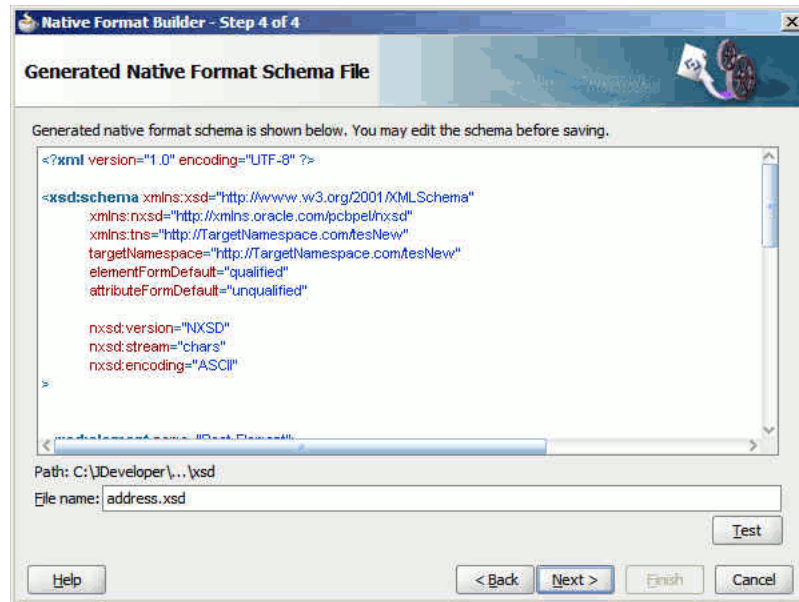 Native Format Builder - Step 4 of 4
Generated Native Format Schema File
Generated native format schema is shown below. You may edit the schema before saving.
<?xml version="1.0" encoding="UTF-8" ?>
<xsd:schema xmlns:xsd="http://www.w3.org/2001/XMLSchema"
xmlns:nxsd="http://xmlns.oracle.com/pcbpel/nxsd"
xmlns:tns="http://TargetNamespace.com/tesNew"
targetNamespace="http://TargetNamespace.com/tesNew"
elementFormDefault="qualified"
attributeFormDefault="unqualified"
nxsd:version="NXSD"
nxsd:stream="chars"
nxsd:encoding="ASCII"
>
Path: C:\JDeveloper\...\xsd
File name: address.xsd
Test
Help < Back Next > Finish Cancel